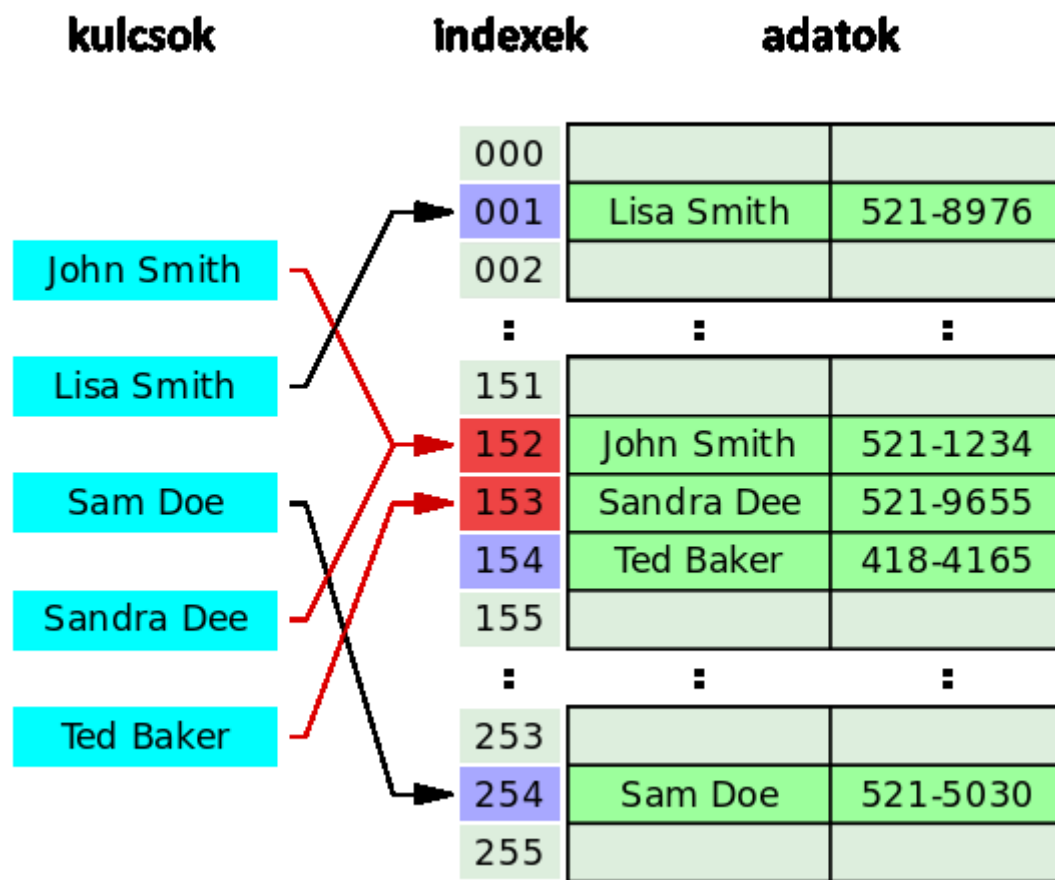 kulcsok indexek adatok
000
001 Lisa Smith 521-8976
John Smith 002
:  :  :
Lisa Smith 151
152 John Smith 521-1234
Sam Doe 153 Sandra Dee 521-9655
154 Ted Baker 418-4165
Sandra Dee 155
:  :  :
Ted Baker 253
254 Sam Doe 521-5030
255